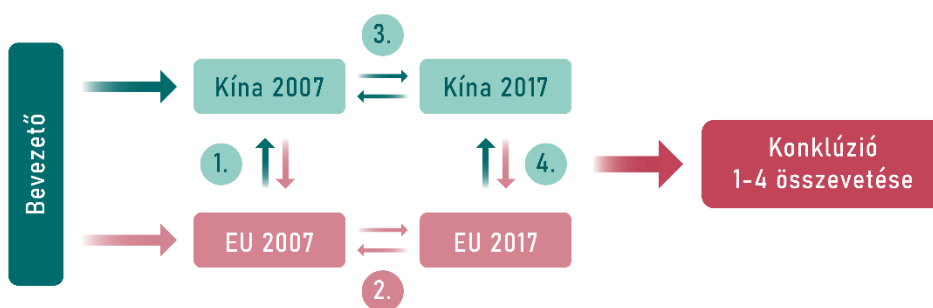 Bevezető
3.
Kína 2007
Kína 2017
1.
4.
EU 2007
EU 2017
2.
Konklúzió
1-4 összevetése